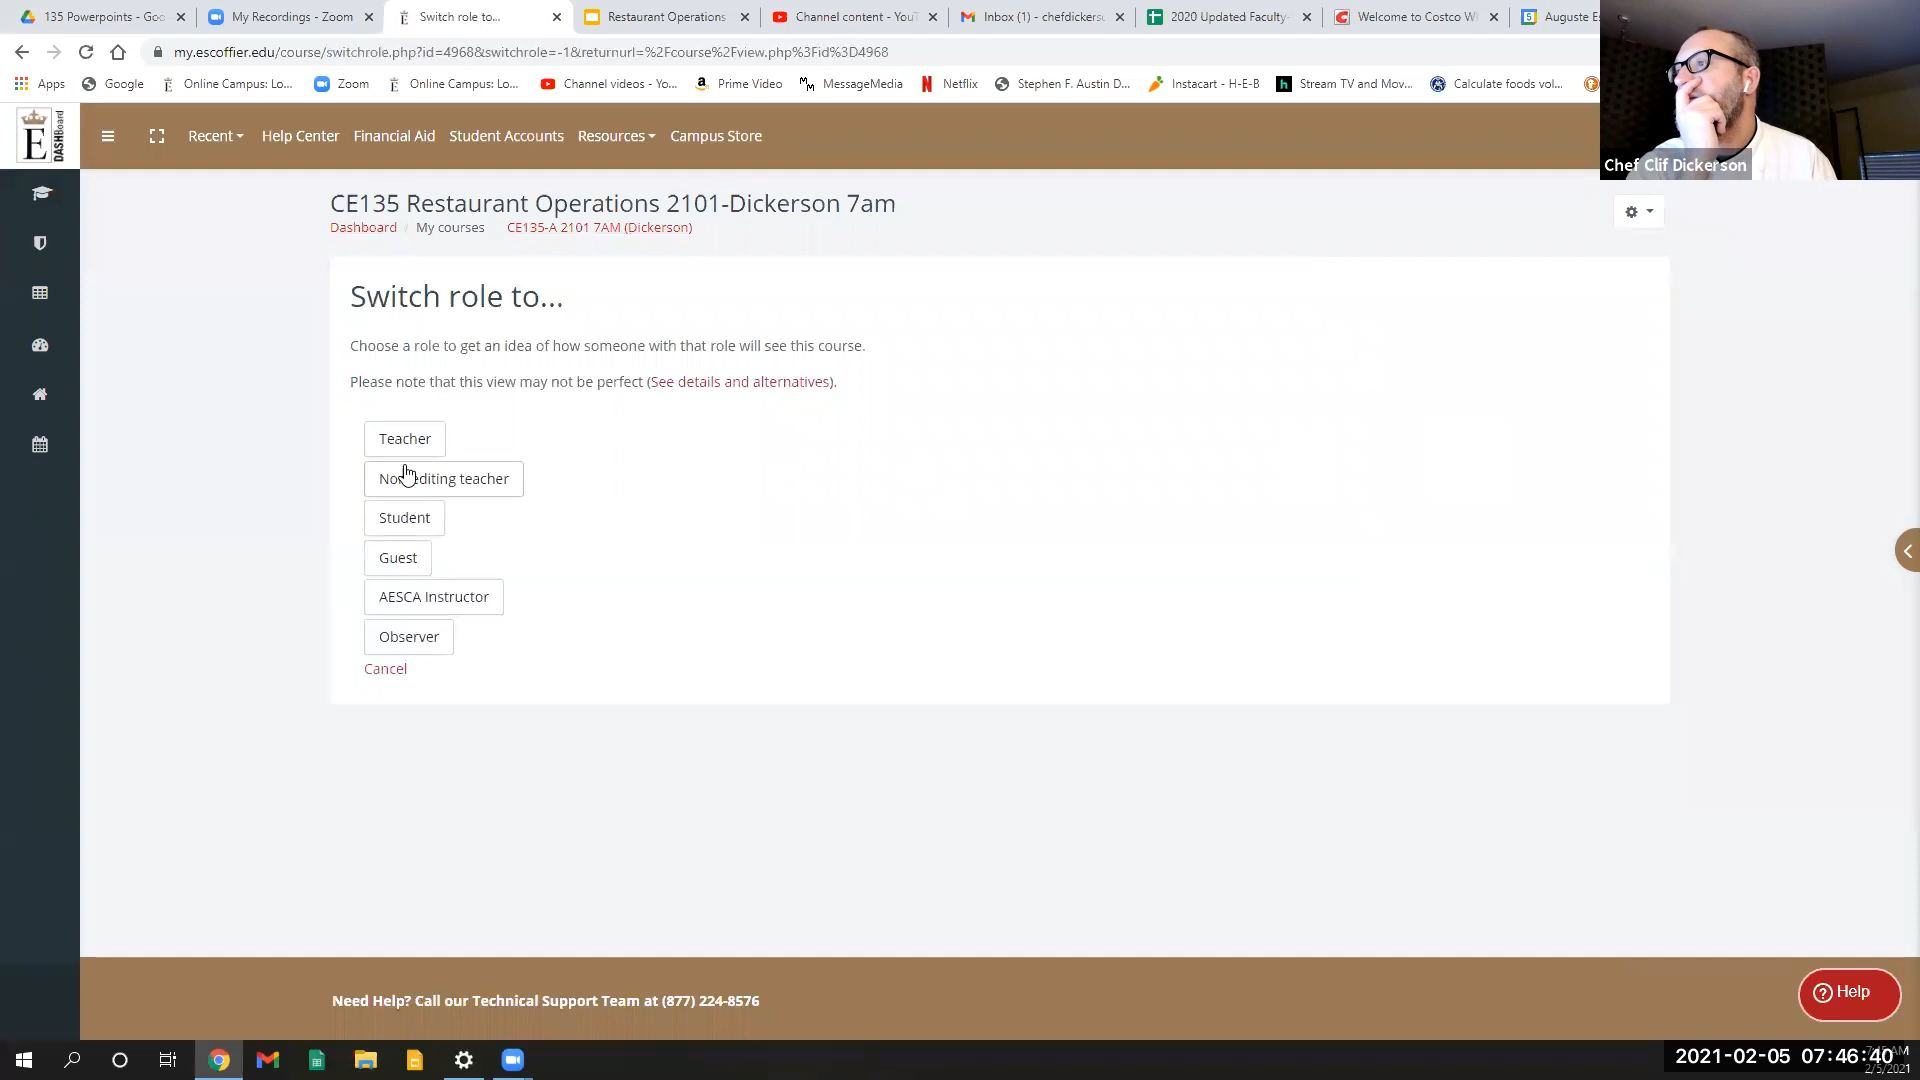 135 Powerpoints - Goo
My Recordings - Zoom
Switch role to...
Restaurant Operations
Channel content - YouT
Inbox (1) - chefdickerso
2020 Updated Faculty-
Welcome to Costco W
Auguste Es
my.escoffier.edu/course/switchrole.php?id=4968&switchrole=-1&returnurl=%2Fcourse%2Fview.php%3Fid%3D4968
Apps
Google
Online Campus: Lo...
Zoom
Online Campus: Lo...
Channel videos - Yo...
Prime Video
MessageMedia
Netflix
Stephen F. Austin D...
Instacart - H-E-B
Stream TV and Mov...
Calculate foods vol...
E DASHBoard
Recent
Help Center
Financial Aid
Student Accounts
Resources
Campus Store
Chef Clif Dickerson
CE135 Restaurant Operations 2101-Dickerson 7am
Dashboard / My courses CE135-A 2101 7AM (Dickerson)
Switch role to...
Choose a role to get an idea of how someone with that role will see this course.
Please note that this view may not be perfect (See details and alternatives).
Teacher
Non-editing teacher
Student
Guest
AESCA Instructor
Observer
Cancel
Need Help? Call our Technical Support Team at (877) 224-8576
Help
2021-02-05 07:46:40
2/5/2021